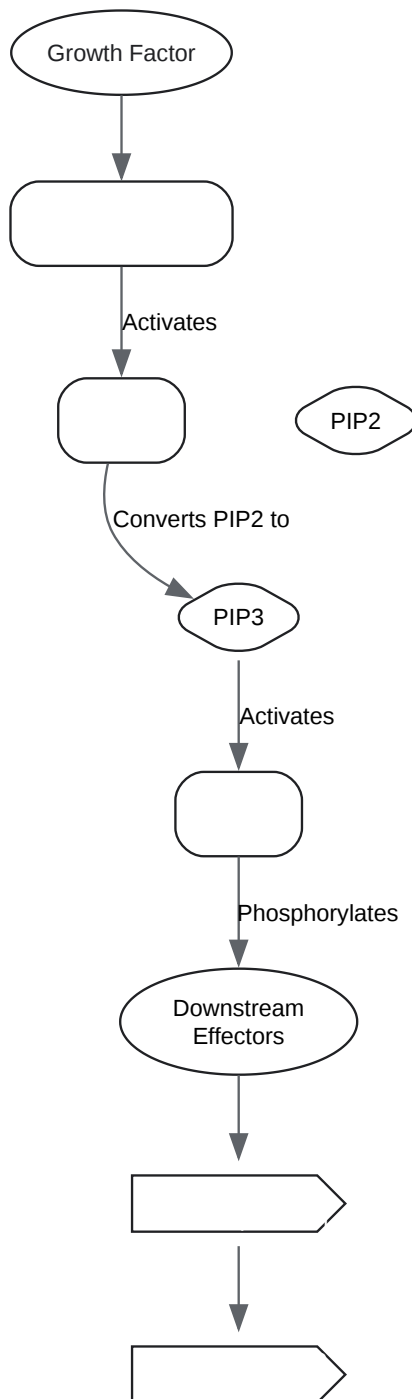 Growth Factor
Activates
PIP2
Converts PIP2 to
PIP3
Activates
Phosphorylates
Downstream
Effectors